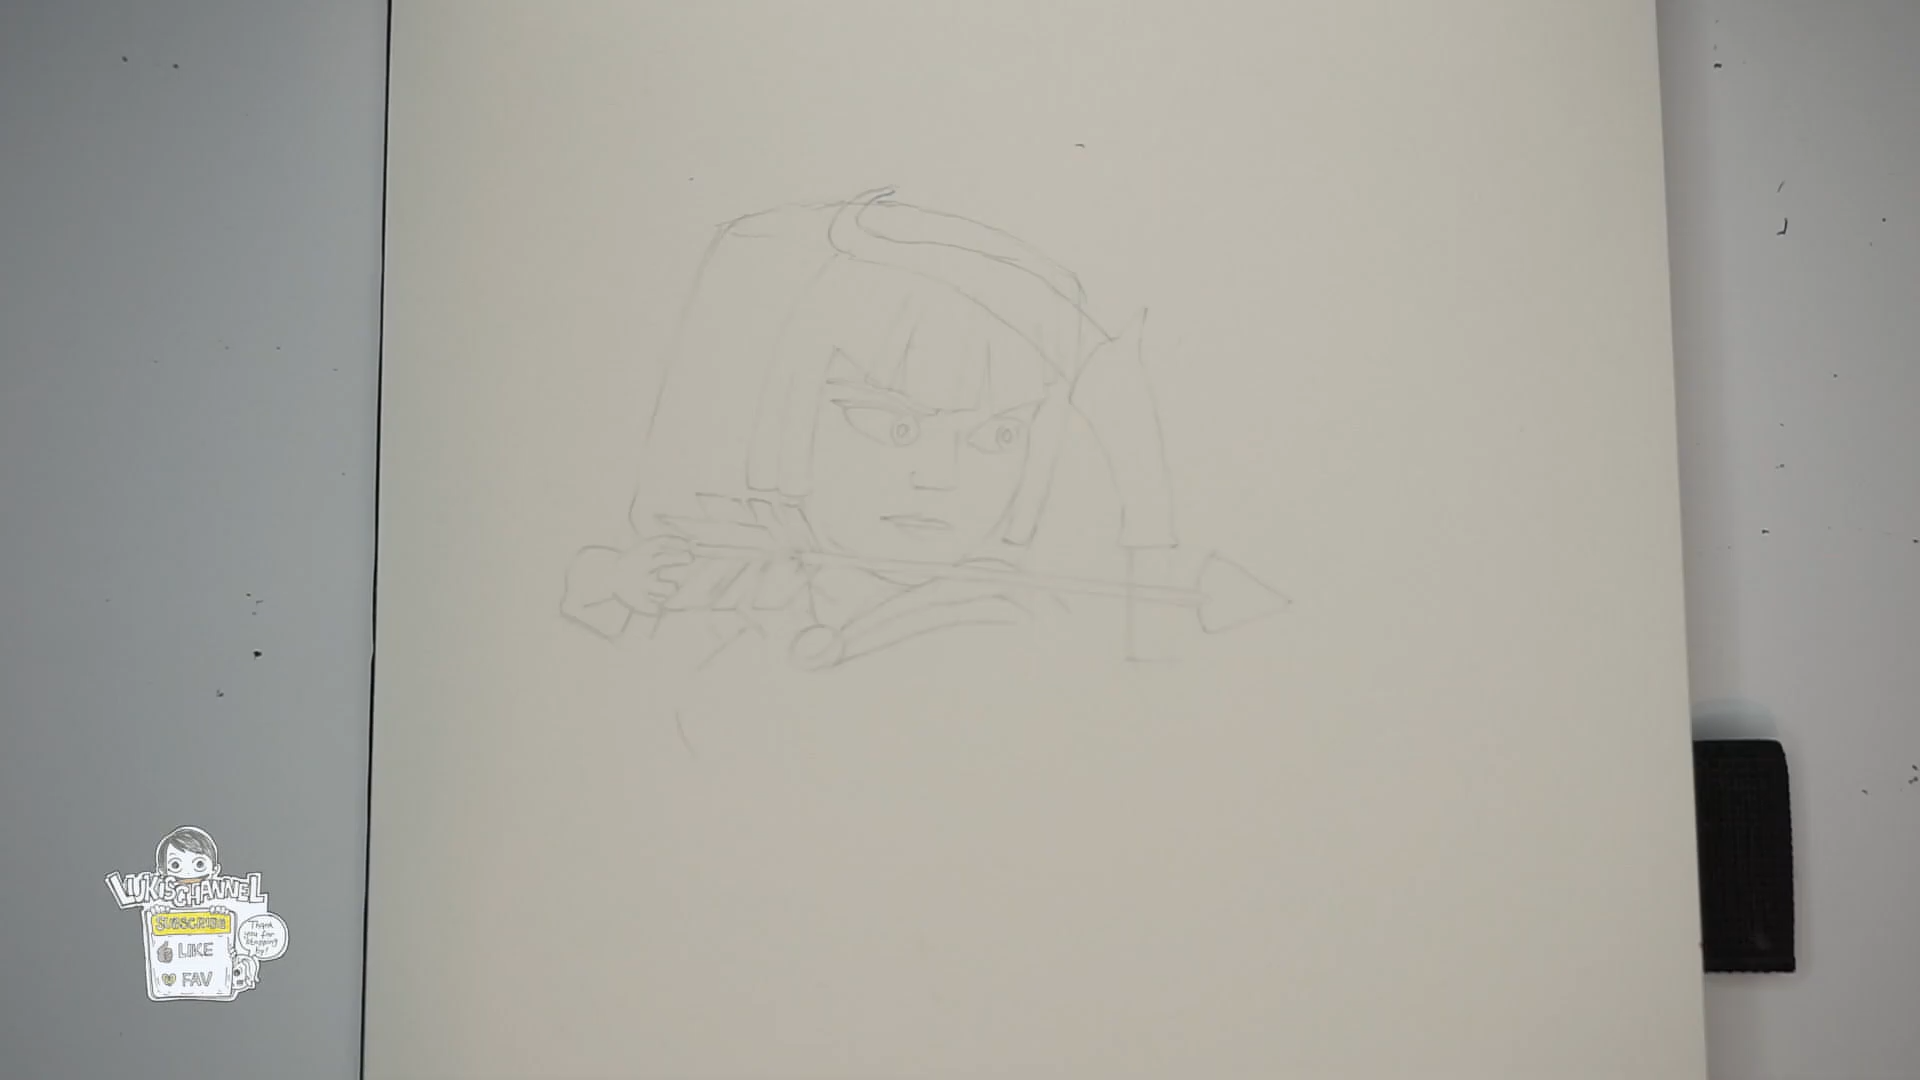 LUKISCHANNEL
SUBSCRIBE
LIKE
FAV
Thank
you for
stopping
by!